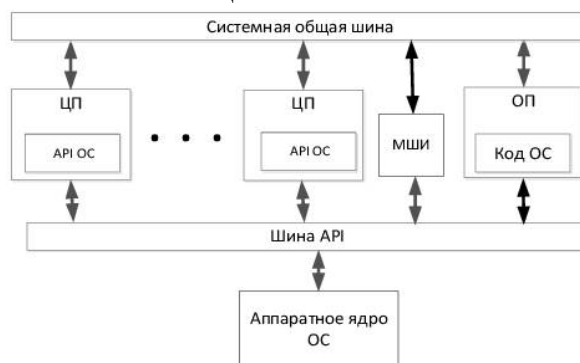 Системная общая шина
ЦП
ЦП
ОП
API ОС
API ОС
МШИ
Код ОС
Шина API
Аппаратное ядро
ОС